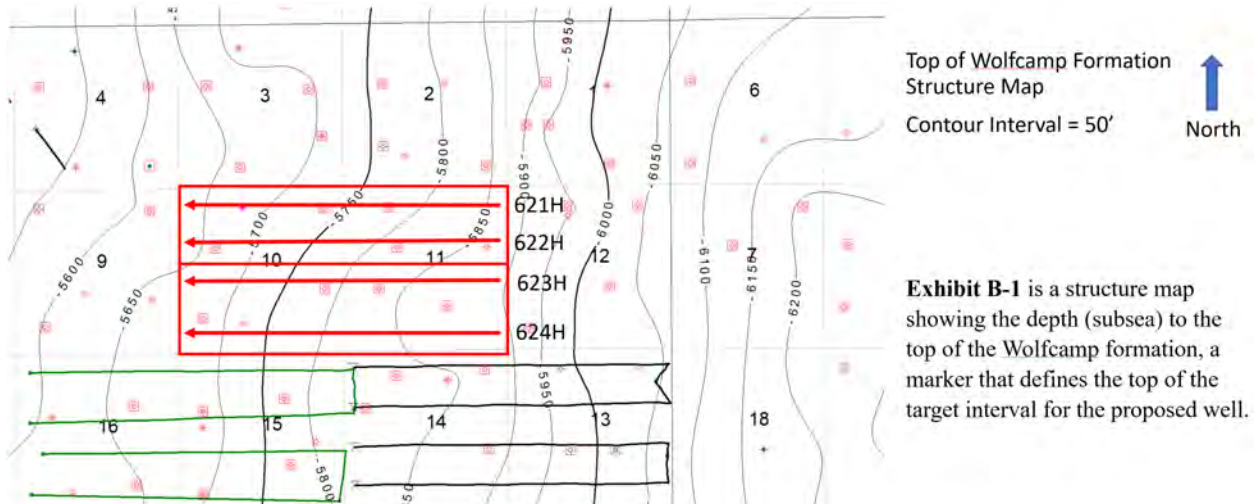 4
3
2
1
6
-5950
-5800
-5900
-6050
-5750
-5850
-6000
-5700
621H
622H
623H
624H
9
10
11
12
7
-5600
-5650
-6100
-6150
-6200
-5950
16
15
14
13
18
-5800
-5850
Top of Wolfcamp Formation
Structure Map
Contour Interval = 50'
North
Exhibit B-1 is a structure map
showing the depth (subsea) to the
top of the Wolfcamp formation, a
marker that defines the top of the
target interval for the proposed well.